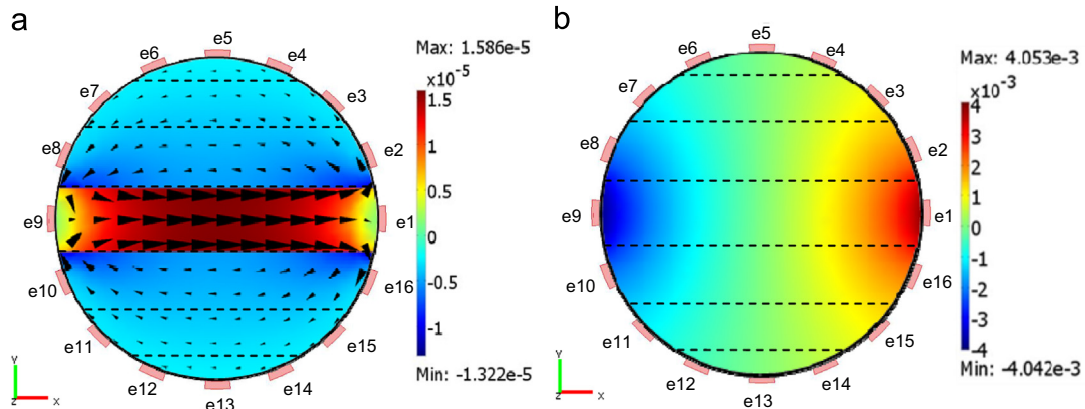 a
e5
e6
e4
e7
e3
e8
e2
e9
e1
e10
e16
e11
e15
e12
e14
e13
Max: 1.586e-5
×10⁻⁵
1.5
1
0.5
0
-0.5
-1
Min: -1.322e-5
Y
Z
X
b
e5
e6
e4
e7
e3
e8
e2
e9
e1
e10
e16
e11
e15
e12
e14
e13
Max: 4.053e-3
×10⁻³
4
3
2
1
0
-1
-2
-3
-4
Min: -4.042e-3
Y
Z
X